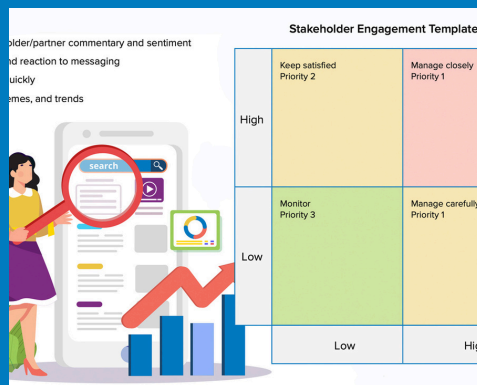 Stakeholder Engagement Template
holder/partner commentary and sentiment
nd reaction to messaging
uickly
emes, and trends
search
High
Keep satisfied
Priority 2
Manage closely
Priority 1
Low
Monitor
Priority 3
Manage carefully
Priority 1
Low
Hig